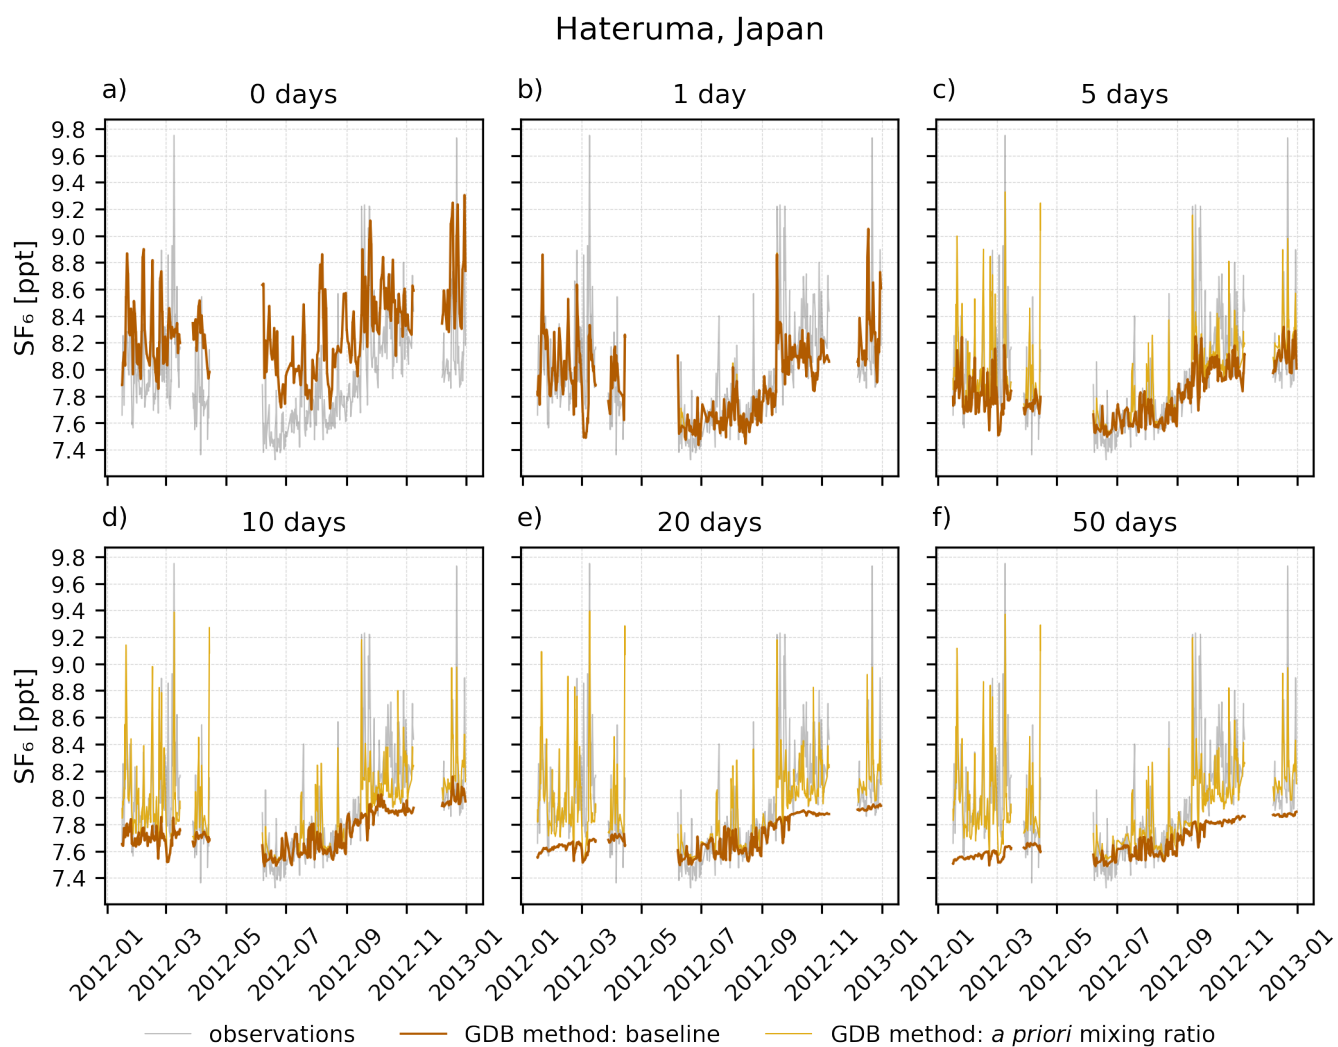 Hateruma, Japan
a) 0 days
b) 1 day
c) 5 days
9.8
9.6
9.4
9.2
9.0
8.8
8.6
8.4
8.2
8.0
7.8
7.6
7.4
SF₆ [ppt]
d) 10 days
e) 20 days
f) 50 days
9.8
9.6
9.4
9.2
9.0
8.8
8.6
8.4
8.2
8.0
7.8
7.6
7.4
SF₆ [ppt]
2012-01 2012-03 2012-05 2012-07 2012-09 2012-11 2013-01
2012-01 2012-03 2012-05 2012-07 2012-09 2012-11 2013-01
2012-01 2012-03 2012-05 2012-07 2012-09 2012-11 2013-01
observations GDB method: baseline GDB method: a priori mixing ratio